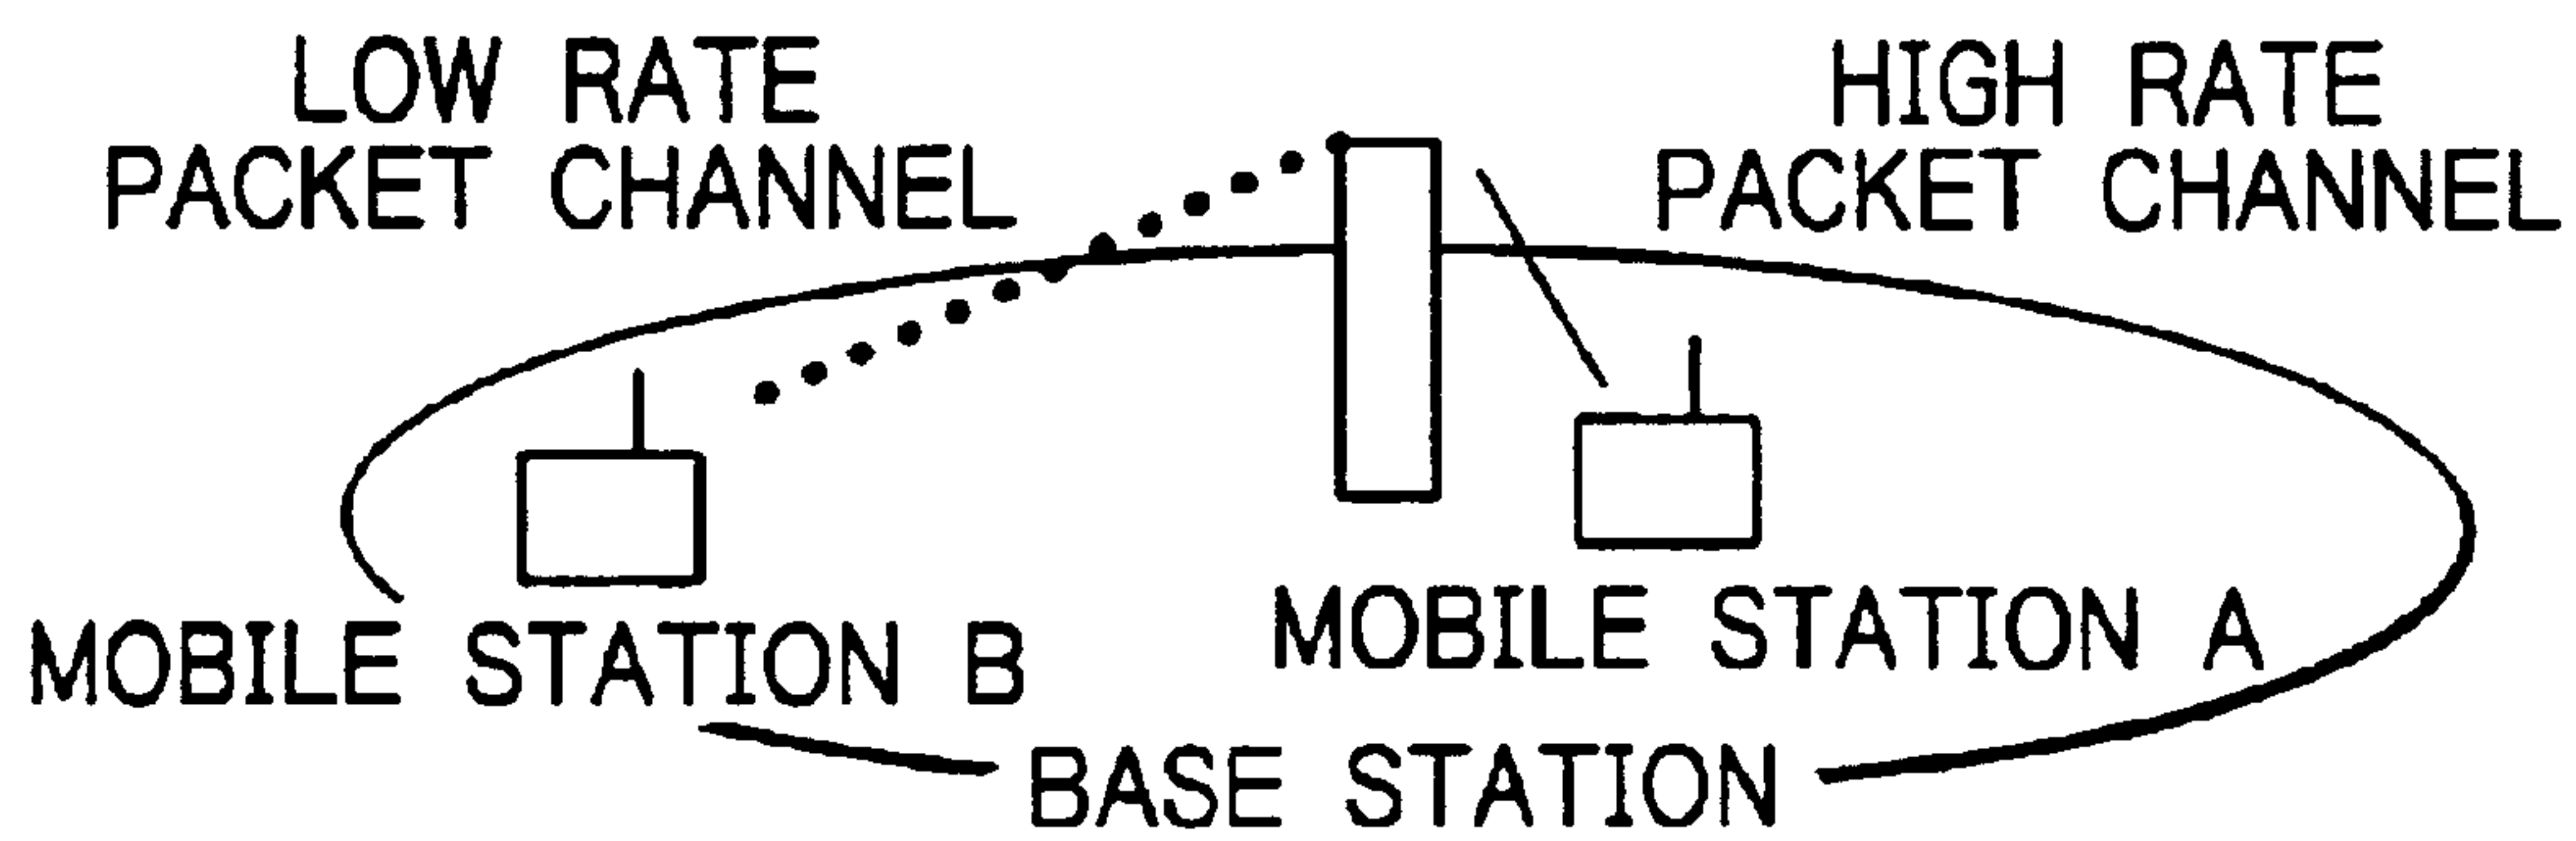 LOW RATE
PACKET CHANNEL
HIGH RATE
PACKET CHANNEL
MOBILE STATION B
MOBILE STATION A
BASE STATION